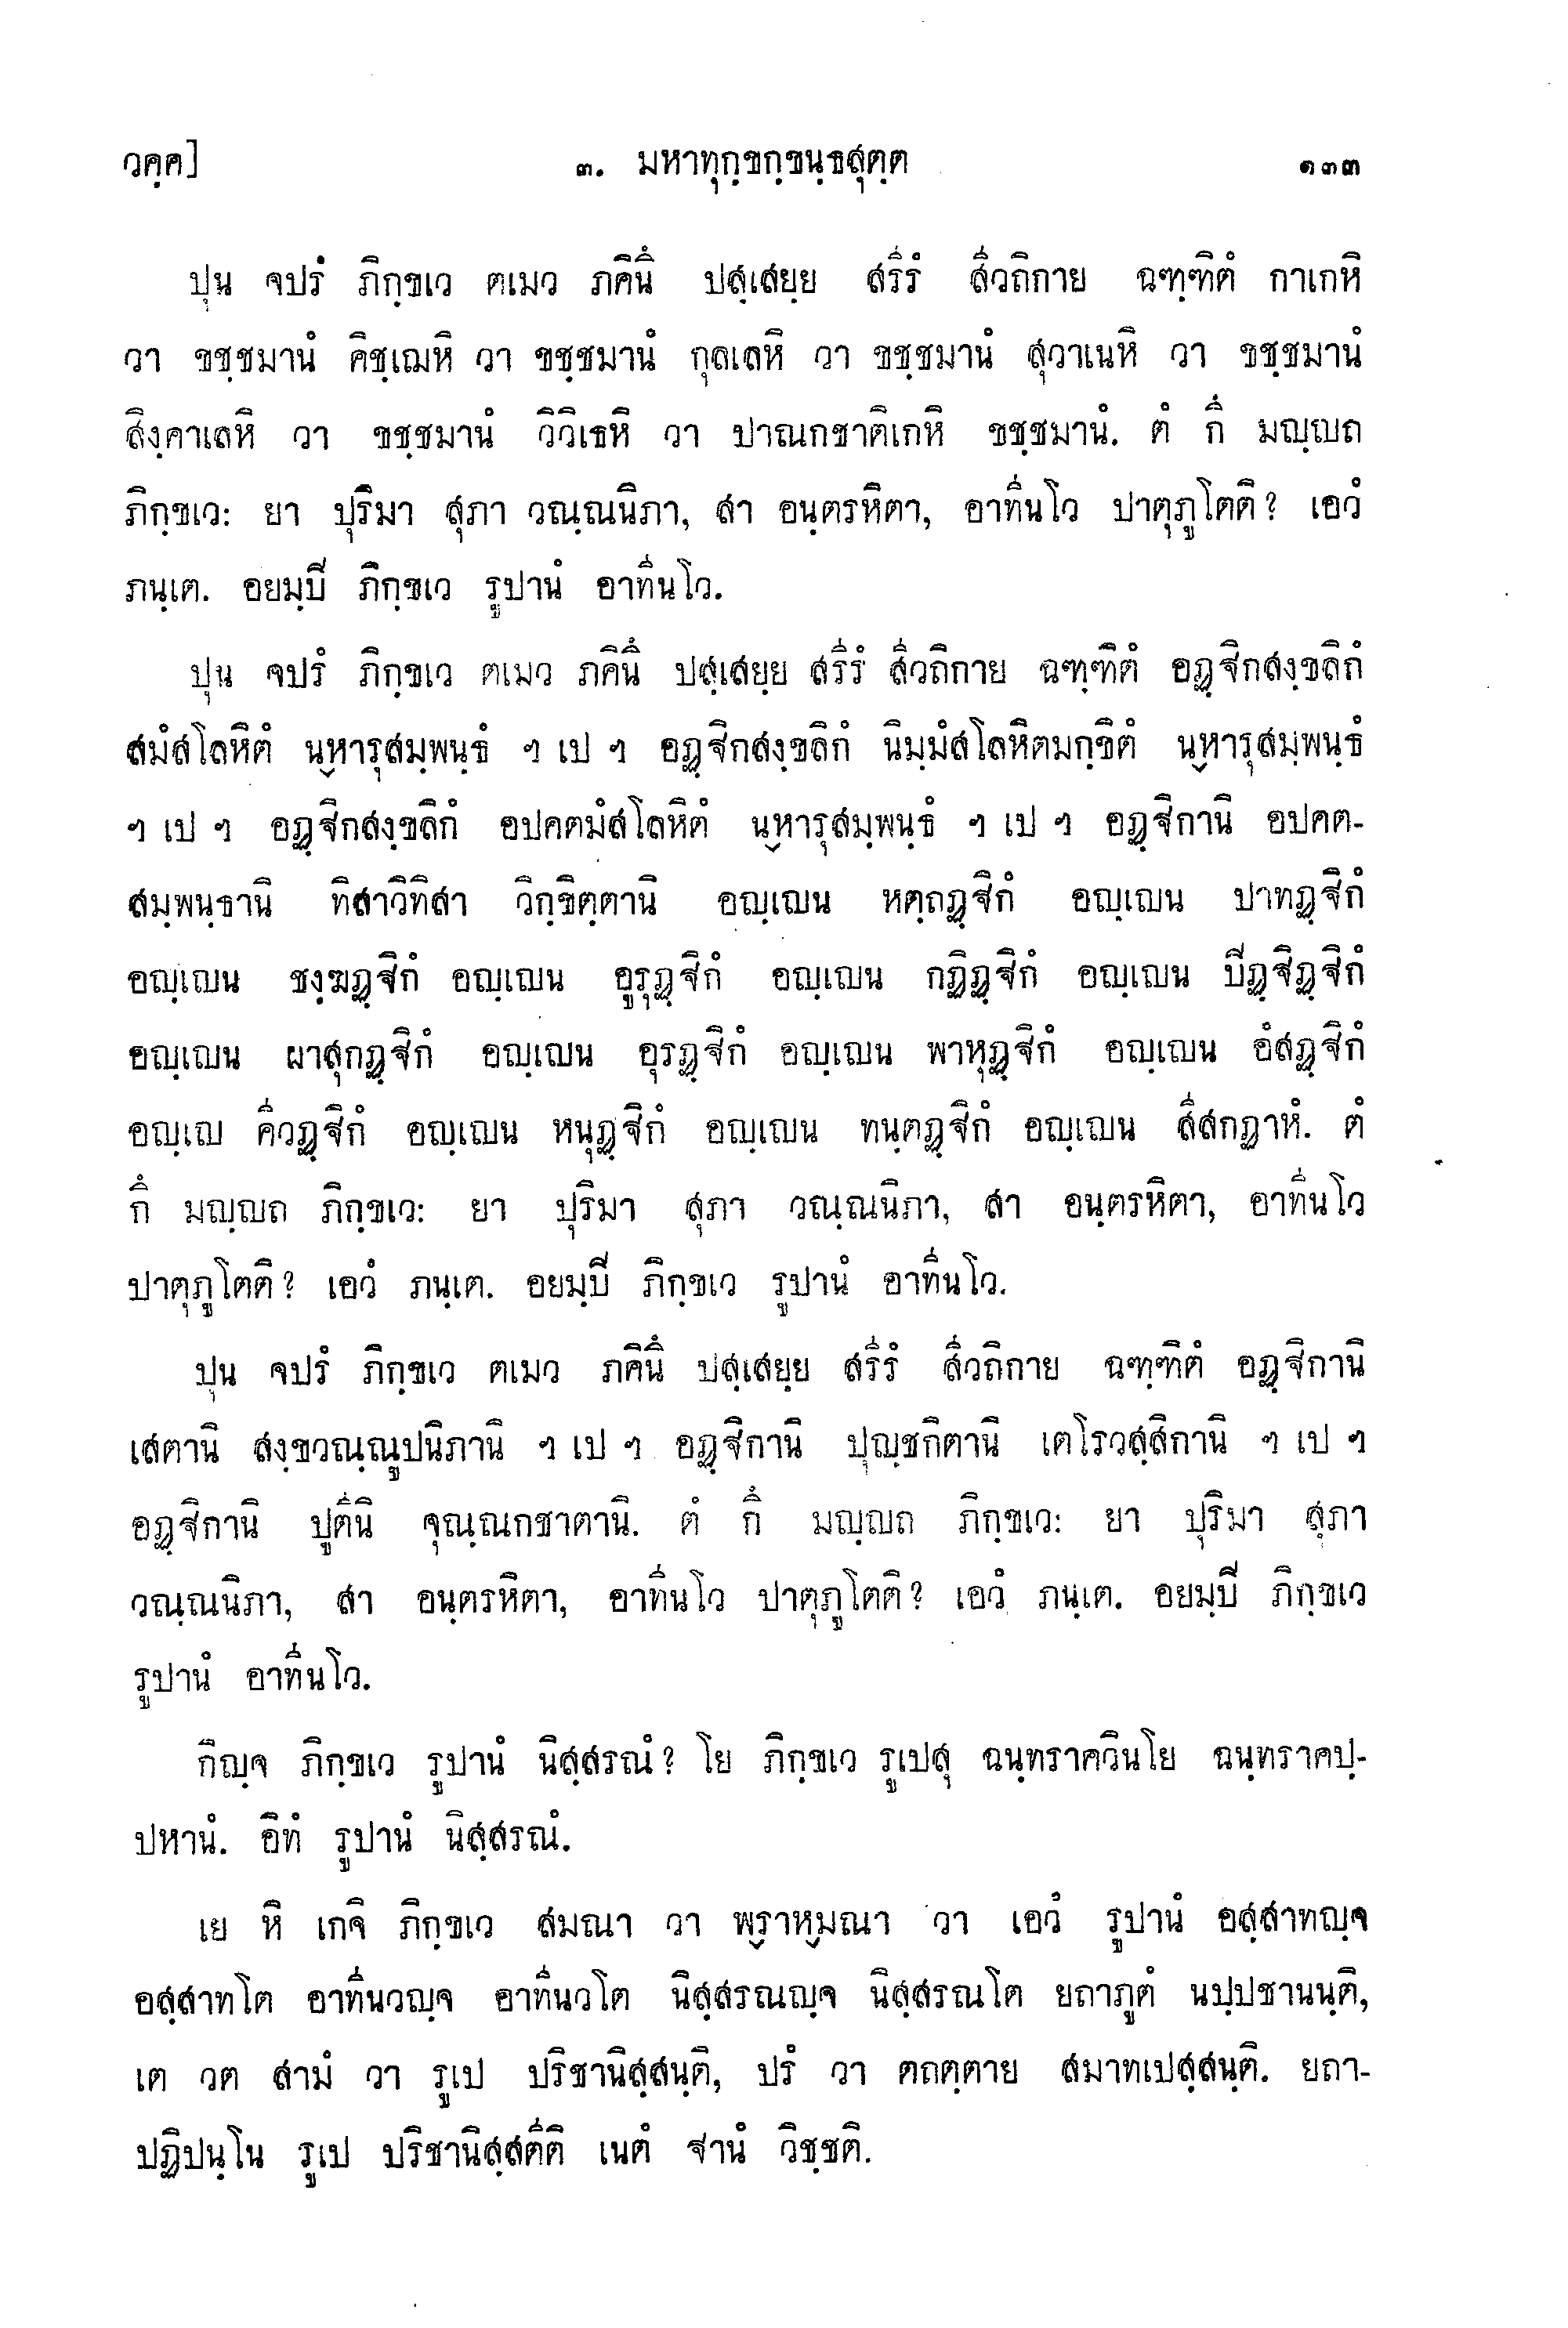 วคฺค]
๓. มหาทุกฺขกฺขนฺธสุตฺต
๑๓๓
ปุน จปรํ ภิกฺขเว ตเมว ภคินึ ปสฺเสยฺย สรีรํ สีวถิกาย ฉฑฺฑิตํ กาเกหิ
วา ขชฺชมานํ คิชฺเฌหิ วา ขชฺชมานํ กุลเลหิ วา ขชฺชมานํ สุวาเนหิ วา ขชฺชมานํ
สิงฺคาเลหิ วา ขชฺชมานํ วิวิเธหิ วา ปาณกชาติเกหิ ขชฺชมานํ. ตํ กึ มญฺญถ
ภิกฺขเว: ยา ปุริมา สุภา วณฺณนิภา, สา อนฺตรหิตา, อาทีนโว ปาตุภูโตติ? เอวํ
ภนฺเต. อยมฺปิ ภิกฺขเว รูปานํ อาทีนโว.
ปุน จปรํ ภิกฺขเว ตเมว ภคินึ ปสฺเสยฺย สรีรํ สีวถิกาย ฉฑฺฑิตํ อฏฺฐิกสงฺขลิกํ
สมํสโลหิตํ นฺหารุสมฺพนฺธํ ฯ เป ฯ อฏฺฐิกสงฺขลิกํ นิมฺมํสโลหิตมกฺขิตํ นฺหารุสมฺพนฺธํ
ฯ เป ฯ อฏฺฐิกสงฺขลิกํ อปคตมํสโลหิตํ นฺหารุสมฺพนฺธํ ฯ เป ฯ อฏฺฐิกานิ อปคต-
สมฺพนฺธานิ ทิสาวิทิสา วิกฺขิตฺตานิ อญฺเญน หตฺถฏฺฐิกํ อญฺเญน ปาทฏฺฐิกํ
อญฺเญน ชงฺฆฏฺฐิกํ อญฺเญน อูรุฏฺฐิกํ อญฺเญน กฏิฏฺฐิกํ อญฺเญน ปิฏฺฐิฏฺฐิกํ
อญฺเญน ผาสุกฏฺฐิกํ อญฺเญน อุรฏฺฐิกํ อญฺเญน พาหุฏฺฐิกํ อญฺเญน อํสฏฺฐิกํ
อญฺเญ คีวฏฺฐิกํ อญฺเญน หนุฏฺฐิกํ อญฺเญน ทนฺตฏฺฐิกํ อญฺเญน สีสกฏาหํ. ตํ
กึ มญฺญถ ภิกฺขเว: ยา ปุริมา สุภา วณฺณนิภา, สา อนฺตรหิตา, อาทีนโว
ปาตุภูโตติ? เอวํ ภนฺเต. อยมฺปิ ภิกฺขเว รูปานํ อาทีนโว.
ปุน จปรํ ภิกฺขเว ตเมว ภคินึ ปสฺเสยฺย สรีรํ สีวถิกาย ฉฑฺฑิตํ อฏฺฐิกานิ
เสตานิ สงฺขวณฺณูปนิภานิ ฯ เป ฯ อฏฺฐิกานิ ปุญฺชกิตานิ เตโรวสฺสิกานิ ฯ เป ฯ
อฏฺฐิกานิ ปูตีนิ จุณฺณกชาตานิ. ตํ กึ มญฺญถ ภิกฺขเว: ยา ปุริมา สุภา
วณฺณนิภา, สา อนฺตรหิตา, อาทีนโว ปาตุภูโตติ? เอวํ ภนฺเต. อยมฺปิ ภิกฺขเว
รูปานํ อาทีนโว.
กิญฺจ ภิกฺขเว รูปานํ นิสฺสรณํ? โย ภิกฺขเว รูเปสุ ฉนฺทราควินโย ฉนฺทราคปฺ-
ปหานํ. อิทํ รูปานํ นิสฺสรณํ.
เย หิ เกจิ ภิกฺขเว สมณา วา พฺราหฺมณา วา เอวํ รูปานํ อสฺสาทญฺจ
อสฺสาทโต อาทีนวญฺจ อาทีนวโต นิสฺสรณญฺจ นิสฺสรณโต ยถาภูตํ นปฺปชานนฺติ,
เต วต สามํ วา รูเป ปริชานิสฺสนฺติ, ปรํ วา ตถตฺตาย สมาทเปสฺสนฺติ. ยถา-
ปฏิปนฺโน รูเป ปริชานิสฺสตีติ เนตํ ฐานํ วิชฺชติ.